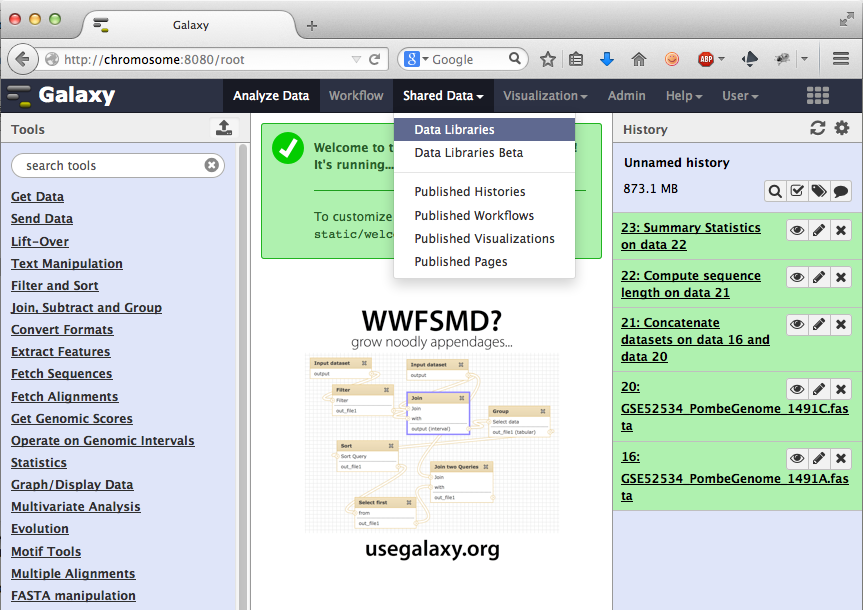 Galaxy
http://chromosome:8080/root
Google
ABP
Galaxy
Analyze Data
Workflow
Shared Data
Visualization
Admin
Help
User
Tools
search tools
Get Data
Send Data
Lift-Over
Text Manipulation
Filter and Sort
Join, Subtract and Group
Convert Formats
Extract Features
Fetch Sequences
Fetch Alignments
Get Genomic Scores
Operate on Genomic Intervals
Statistics
Graph/Display Data
Multivariate Analysis
Evolution
Motif Tools
Multiple Alignments
FASTA manipulation
Data Libraries
Data Libraries Beta
Published Histories
Published Workflows
Published Visualizations
Published Pages
Welcome to
!
It's running...
To customize
static/welc
WWFSMD?
grow noodly appendages...
Input dataset
output
Input dataset
output
Filter
Filter
out_file1
Join
Join
with
output (interval)
Group
Select data
out_file1 (tabular)
Sort
Sort Query
out_file1
Join two Queries
Join
with
out_file1
Select first
from
out_file1
usegalaxy.org
History
Unnamed history
873.1 MB
23: Summary Statistics
on data 22
22: Compute sequence
length on data 21
21: Concatenate
datasets on data 16 and
data 20
20:
GSE52534_PombeGenome_1491C.fas
ta
16:
GSE52534_PombeGenome_1491A.fas
ta